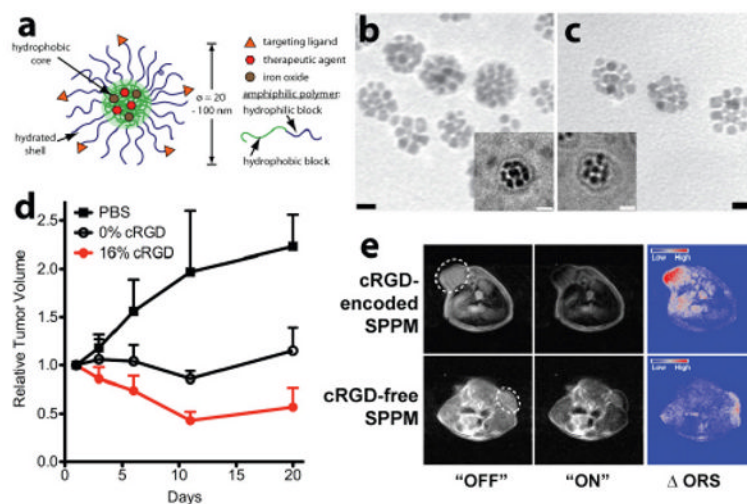 a
hydrophobic
core
hydrated
shell
ø = 20
- 100 nm
targeting ligand
therapeutic agent
iron oxide
amphiphilic polymer:
hydrophilic block
hydrophobic block
b
c
d
PBS
0% cRGD
16% cRGD
Relative Tumor Volume
2.5
2.0
1.5
1.0
0.5
0.0
0
5
10
15
20
Days
e
cRGD-
encoded
SPPM
cRGD-free
SPPM
Low
High
Low
High
"OFF"
"ON"
Δ ORS